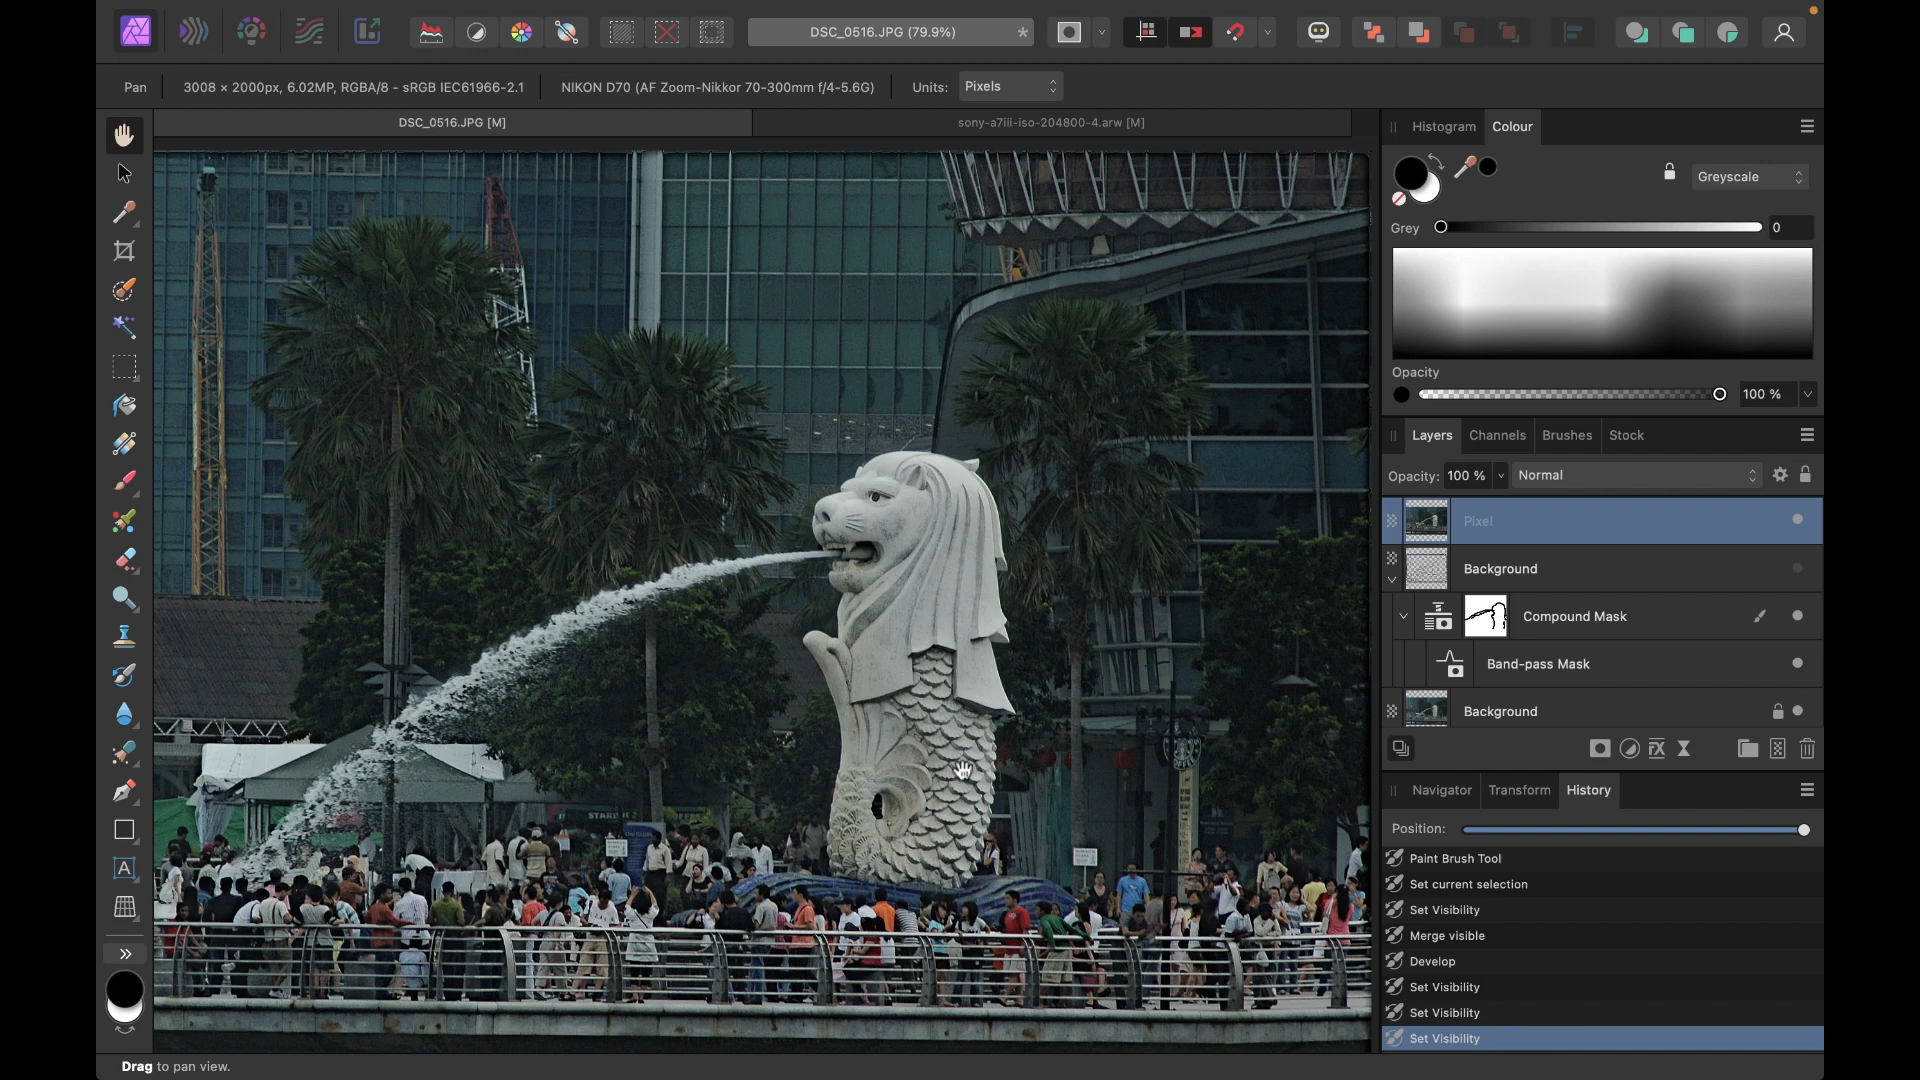 DSC_0516.JPG (79.9%)
*
Pan
3008 × 2000px, 6.02MP, RGBA/8 - sRGB IEC61966-2.1
NIKON D70 (AF Zoom-Nikkor 70-300mm f/4-5.6G)
Units:
Pixels
DSC_0516.JPG [M]
sony-a7iii-iso-204800-4.arw [M]
Histogram
Colour
Greyscale
Grey
0
Opacity
100 %
Layers
Channels
Brushes
Stock
Opacity:
100 %
Normal
Pixel
Background
Compound Mask
Band-pass Mask
Background
FX
Navigator
Transform
History
Position:
Paint Brush Tool
Set current selection
Set Visibility
Merge visible
Develop
Set Visibility
Set Visibility
Set Visibility
A
Drag to pan view.